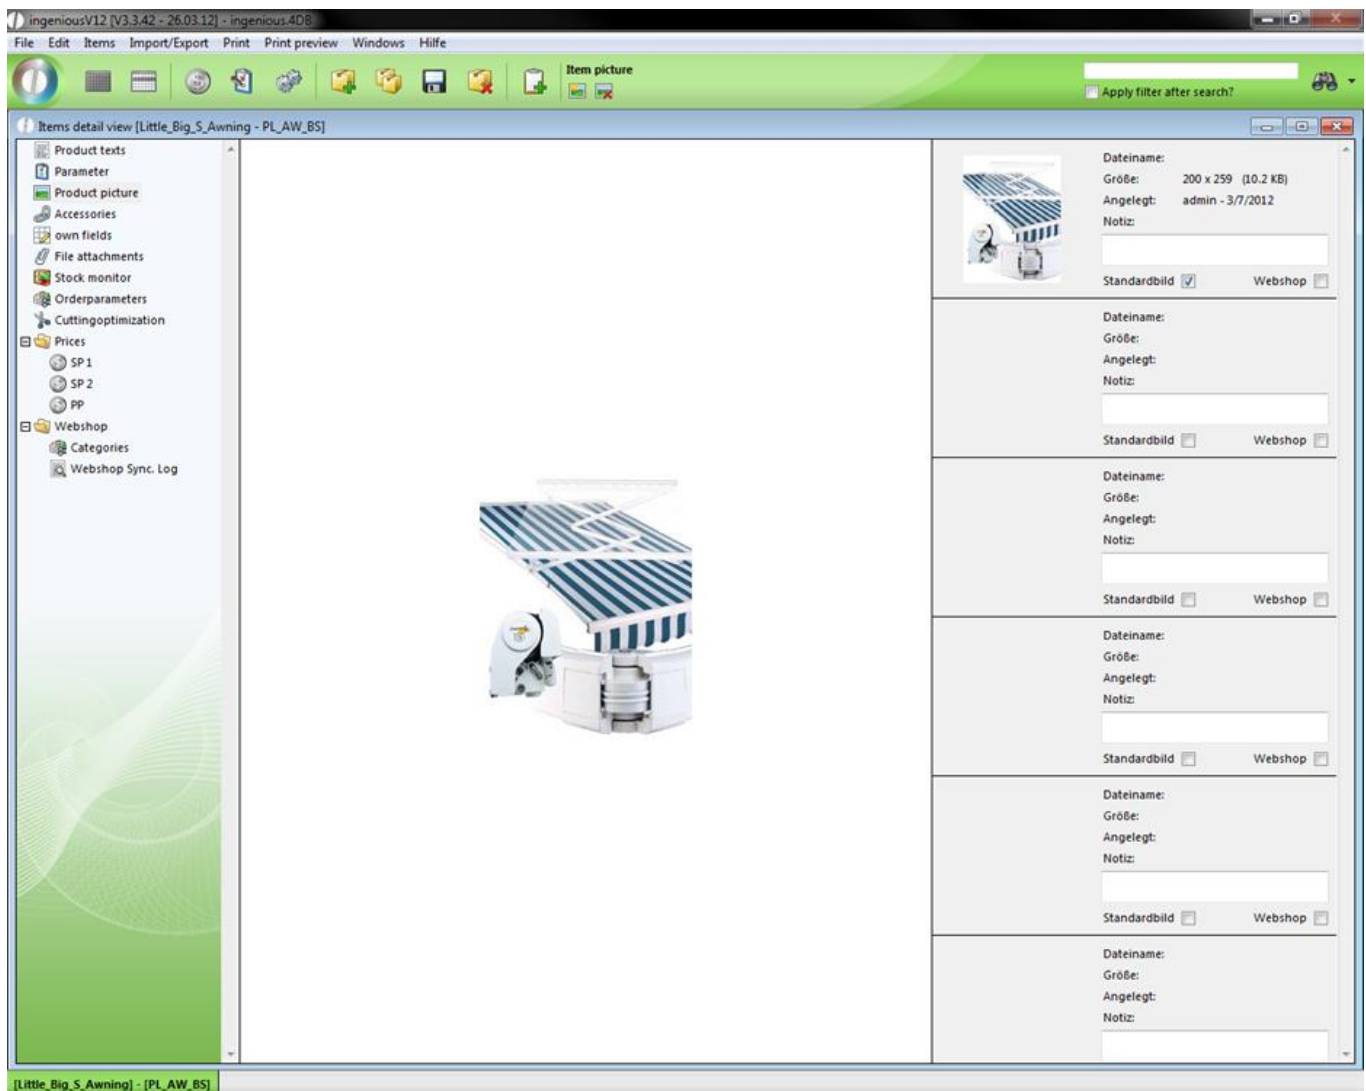 ingeniousV12 [V3.3.42 - 26.03.12] - ingenious.4DB
File Edit Items Import/Export Print Print preview Windows Hilfe
Item picture
Apply filter after search?
Items detail view [Little_Big_S_Awning - PL_AW_BS]
Product texts
Parameter
Product picture
Accessories
own fields
File attachments
Stock monitor
Orderparameters
Cuttingoptimization
Prices
SP 1
SP 2
PP
Webshop
Categories
Webshop Sync. Log
Dateiname:
Größe: 200 x 259 (10.2 KB)
Angelegt: admin - 3/7/2012
Notiz:
Standardbild Webshop
Dateiname:
Größe:
Angelegt:
Notiz:
Standardbild Webshop
Dateiname:
Größe:
Angelegt:
Notiz:
Standardbild Webshop
Dateiname:
Größe:
Angelegt:
Notiz:
Standardbild Webshop
Dateiname:
Größe:
Angelegt:
Notiz:
Standardbild Webshop
Dateiname:
Größe:
Angelegt:
Notiz:
[Little_Big_S_Awning] - [PL_AW_BS]